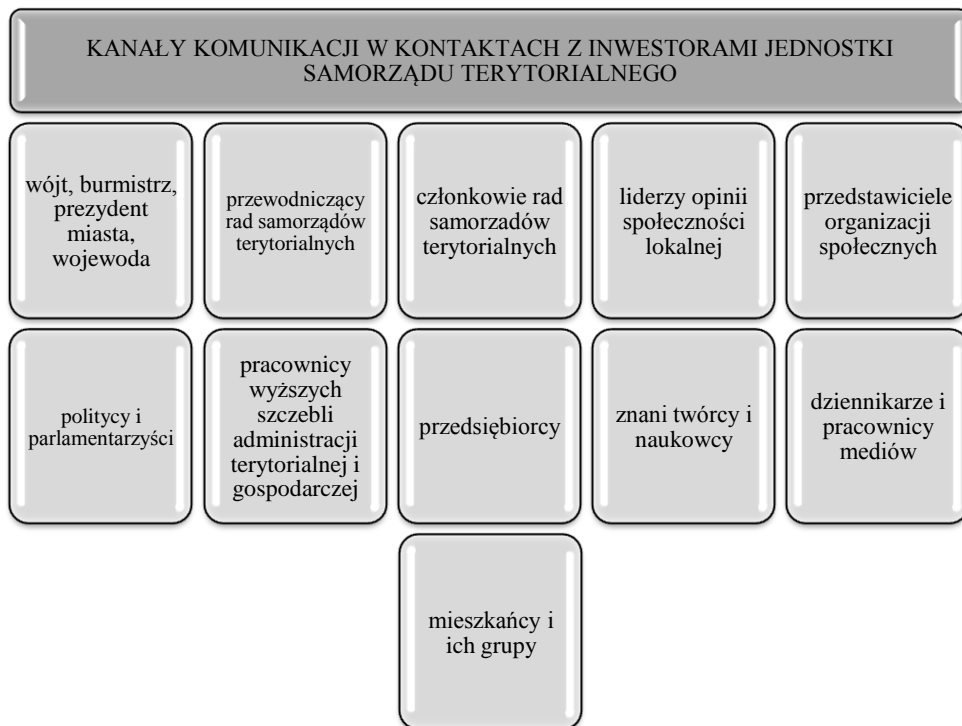 KANAŁY KOMUNIKACJI W KONTAKTACH Z INWESTORAMI JEDNOSTKI
SAMORZĄDU TERYTORIALNEGO
wójt, burmistrz,
prezydent
miasta,
wojewoda
przewodniczący
rad samorządów
terytorialnych
członkowie rad
samorzadów
terytorialnych
liderzy opinii
społeczności
lokalnej
przedstawiciele
organizacji
społecznych
politycy i
parlamentarzyści
pracownicy
wyższych
szczebli
administracji
terytorialnej i
gospodarczej
przedsiębiorcy
znani twórcy i
naukowcy
dziennikarze i
pracownicy
mediów
mieszkańcy i
ich grupy